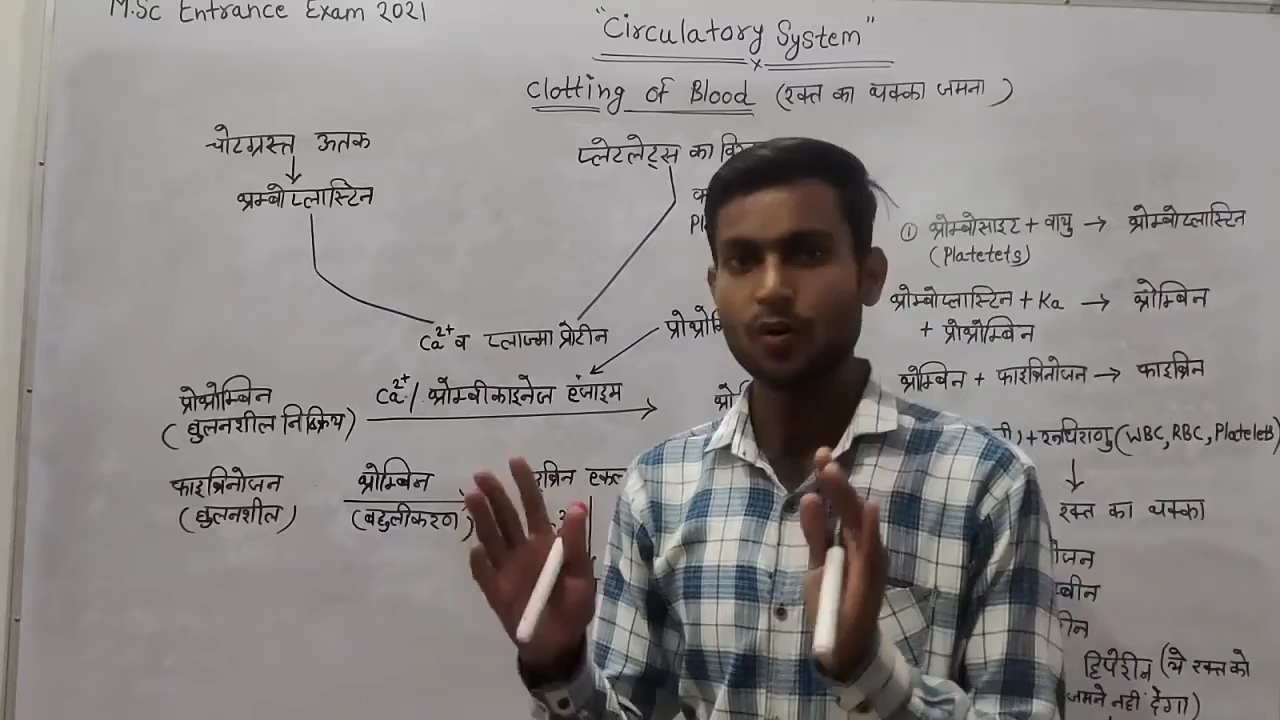 M.Sc Entrance Exam 2021
"Circulatory System"
Clotting of Blood (रक्त का थक्का जमना)
चोटग्रस्त ऊतक
थ्रम्बोप्लास्टिन
प्लेटलेट्स का
① थ्रोम्बोसाइट + वायु → थ्रोम्बोप्लास्टिन
(Platetets)
थ्रोम्बोप्लास्टिन + Ka → थ्रोम्बिन
+ प्रोथ्रोम्बिन
Ca²⁺ व प्लाज्मा प्रोटीन
प्रोथ्रोम्बिन
(घुलनशील निष्क्रिय)
Ca²⁺/ थ्रोम्बोकाइनेज एंजाइम
थ्रोम्बिन + फाइब्रिनोजन → फाइब्रिन
+ रूधिराणु (WBC, RBC, Platelets)
रक्त का थक्का
फाइब्रिनोजन
(घुलनशील)
थ्रोम्बिन
(बहुलीकरण)
हिपेरीन (ये रक्त को
जमने नहीं देगा)